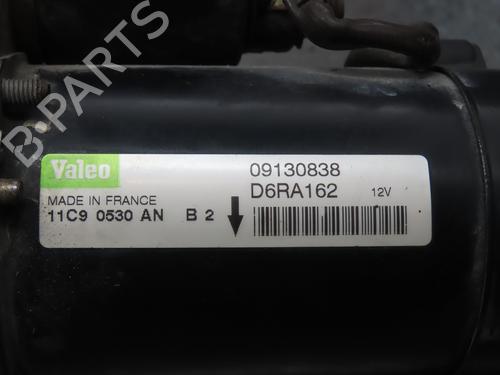 B-PARTS
Valeo
MADE IN FRANCE
11C9 0530 AN B 2
09130838
D6RA162 12V